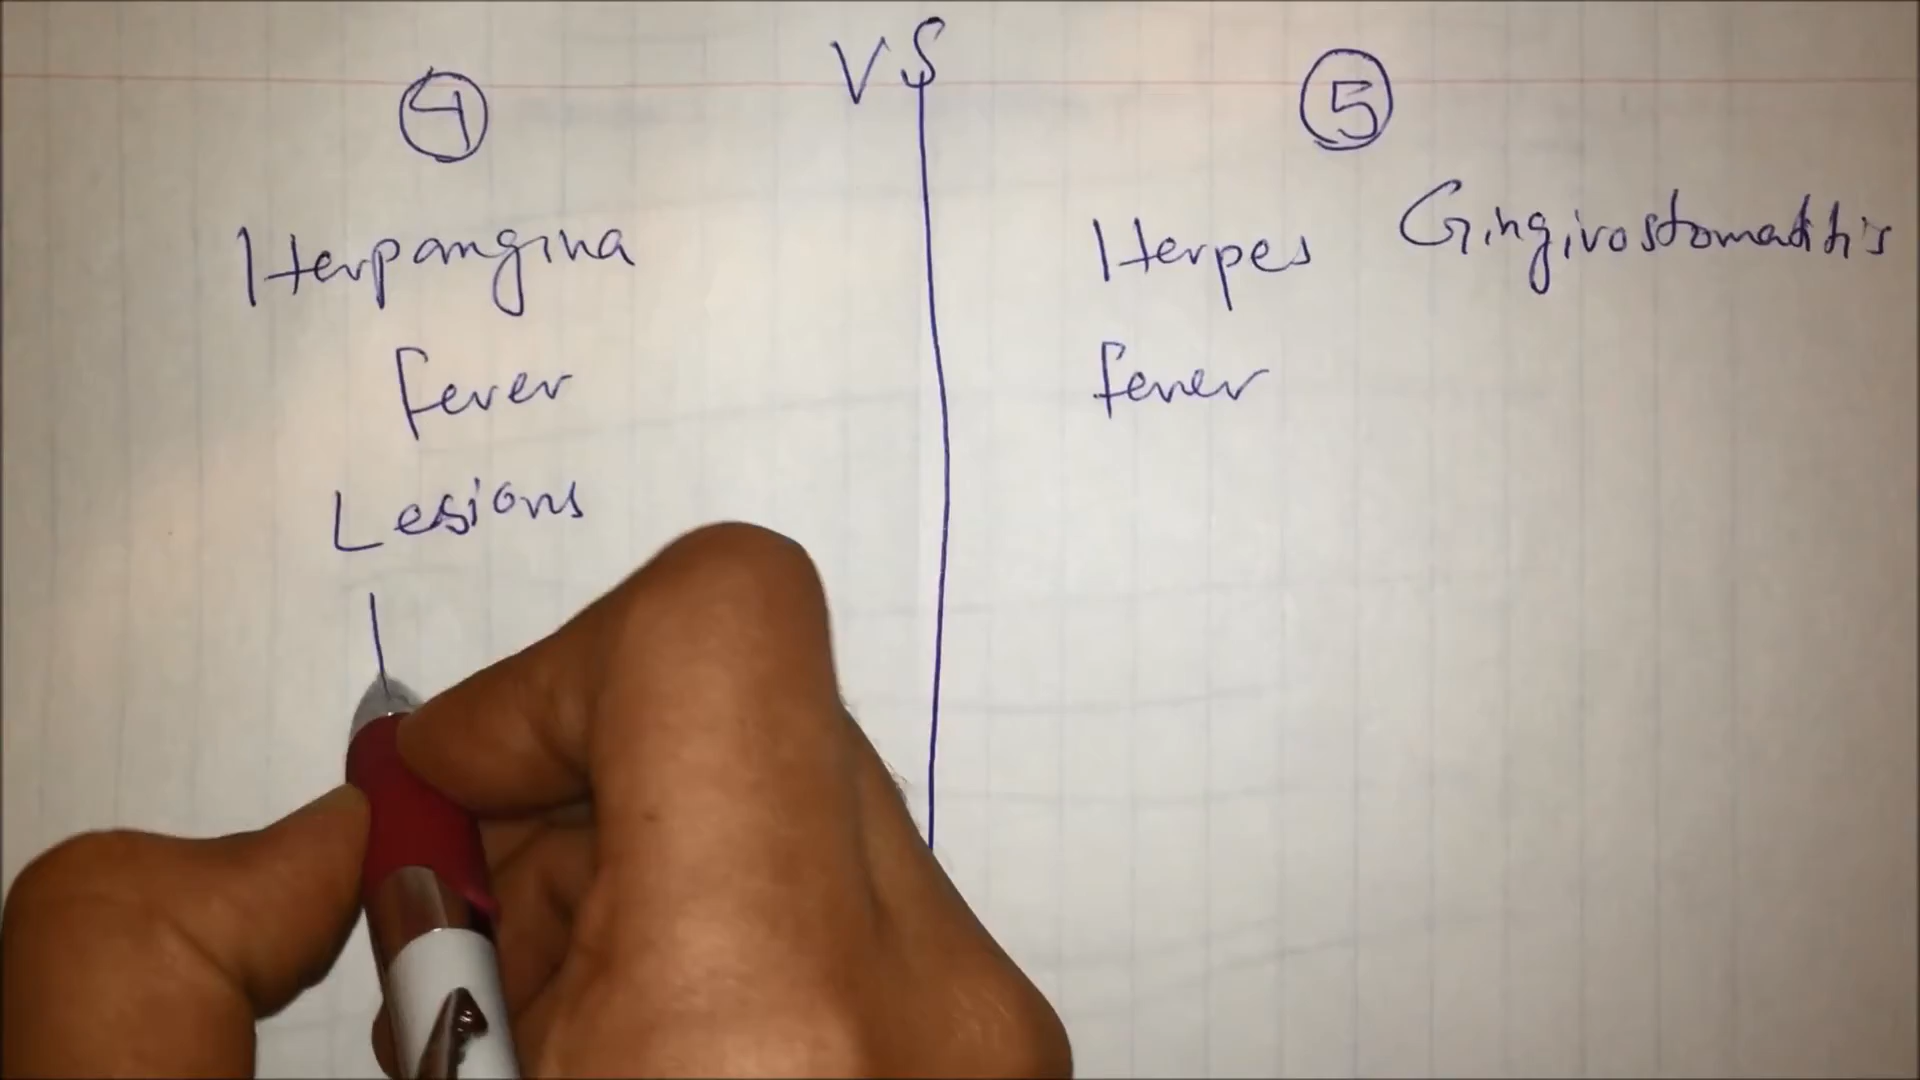 VS
4
5
Herpangina
Herpes Gingivostomatitis
Fever
fever
Lesions